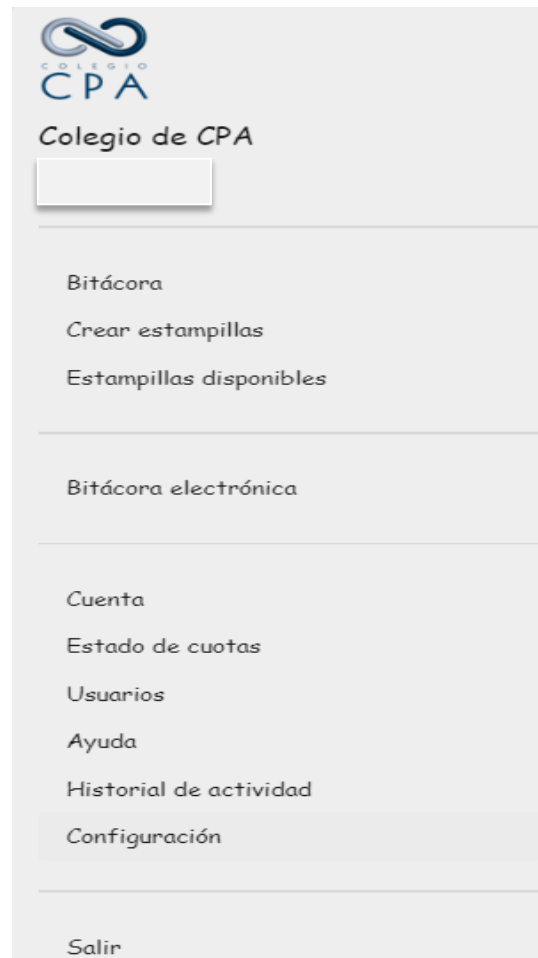 COLEGIO
CPA
Colegio de CPA
Bitácora
Crear estampillas
Estampillas disponibles
Bitácora electrónica
Cuenta
Estado de cuotas
Usuarios
Ayuda
Historial de actividad
Configuración
Salir